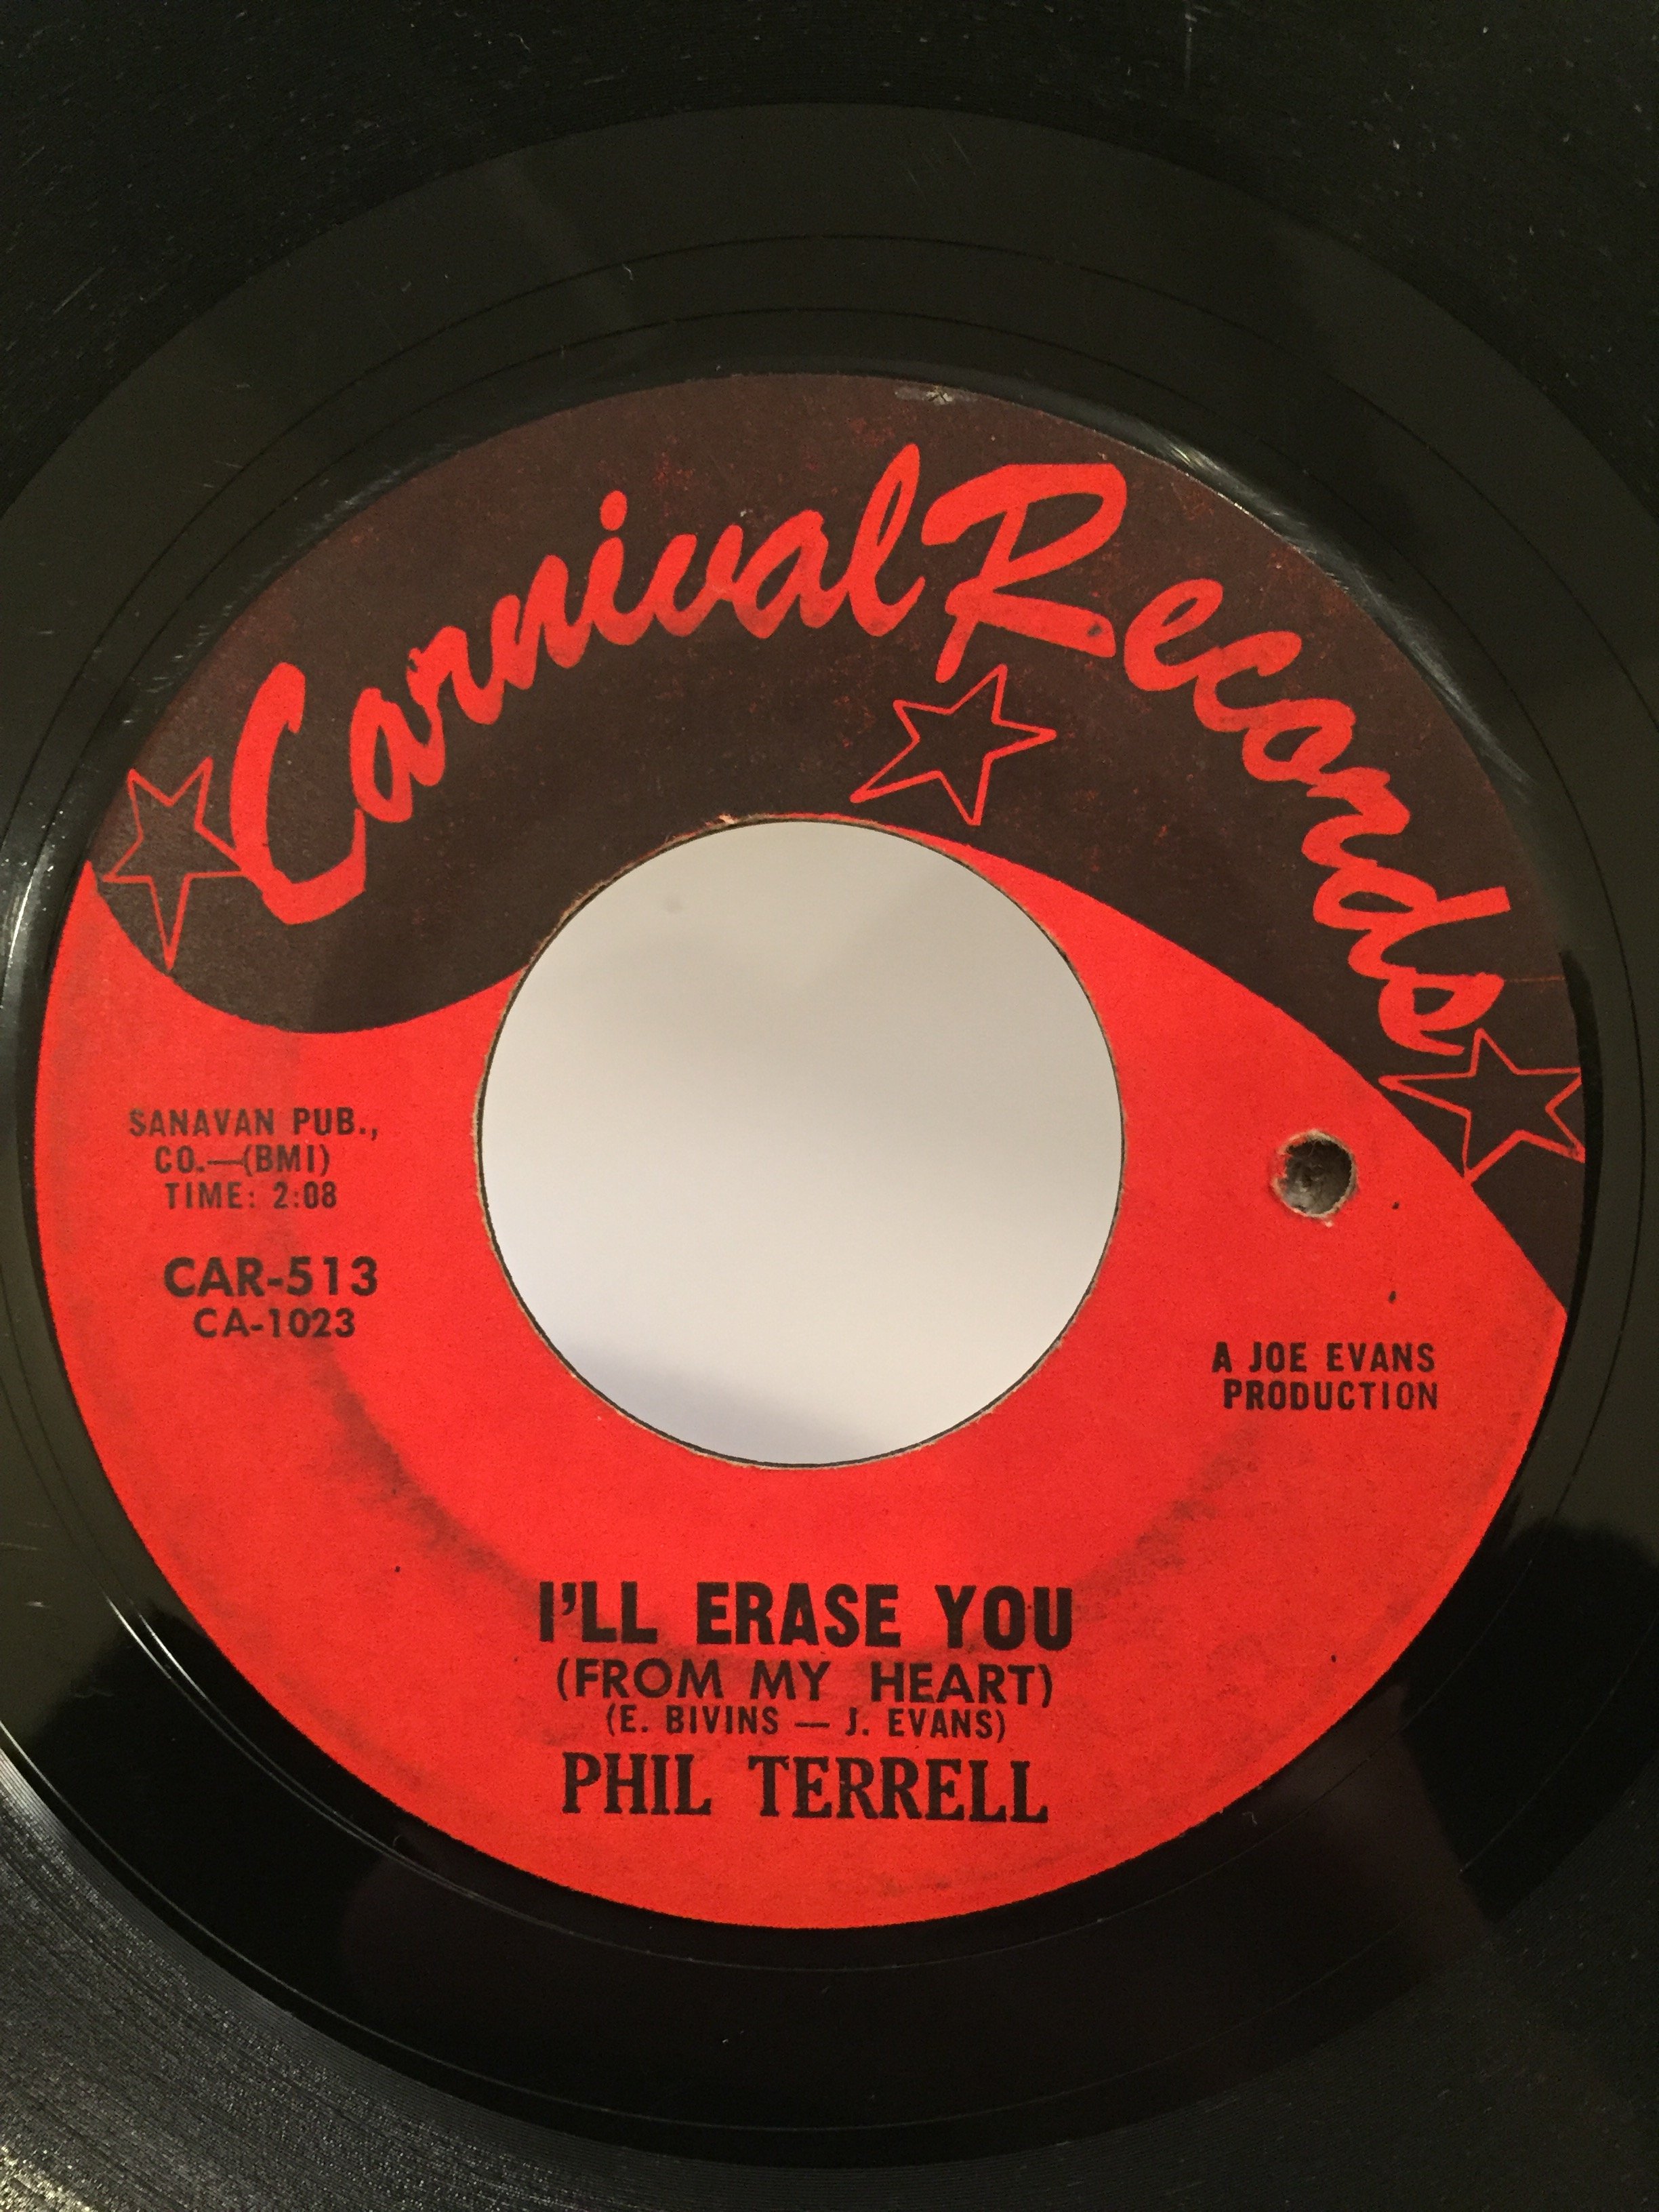 Carnival Records
SANAVAN PUB.,
CO.—(BMI)
TIME: 2:08
CAR-513
CA-1023
A JOE EVANS
PRODUCTION
I'LL ERASE YOU
(FROM MY HEART)
(E. BIVINS — J. EVANS)
PHIL TERRELL